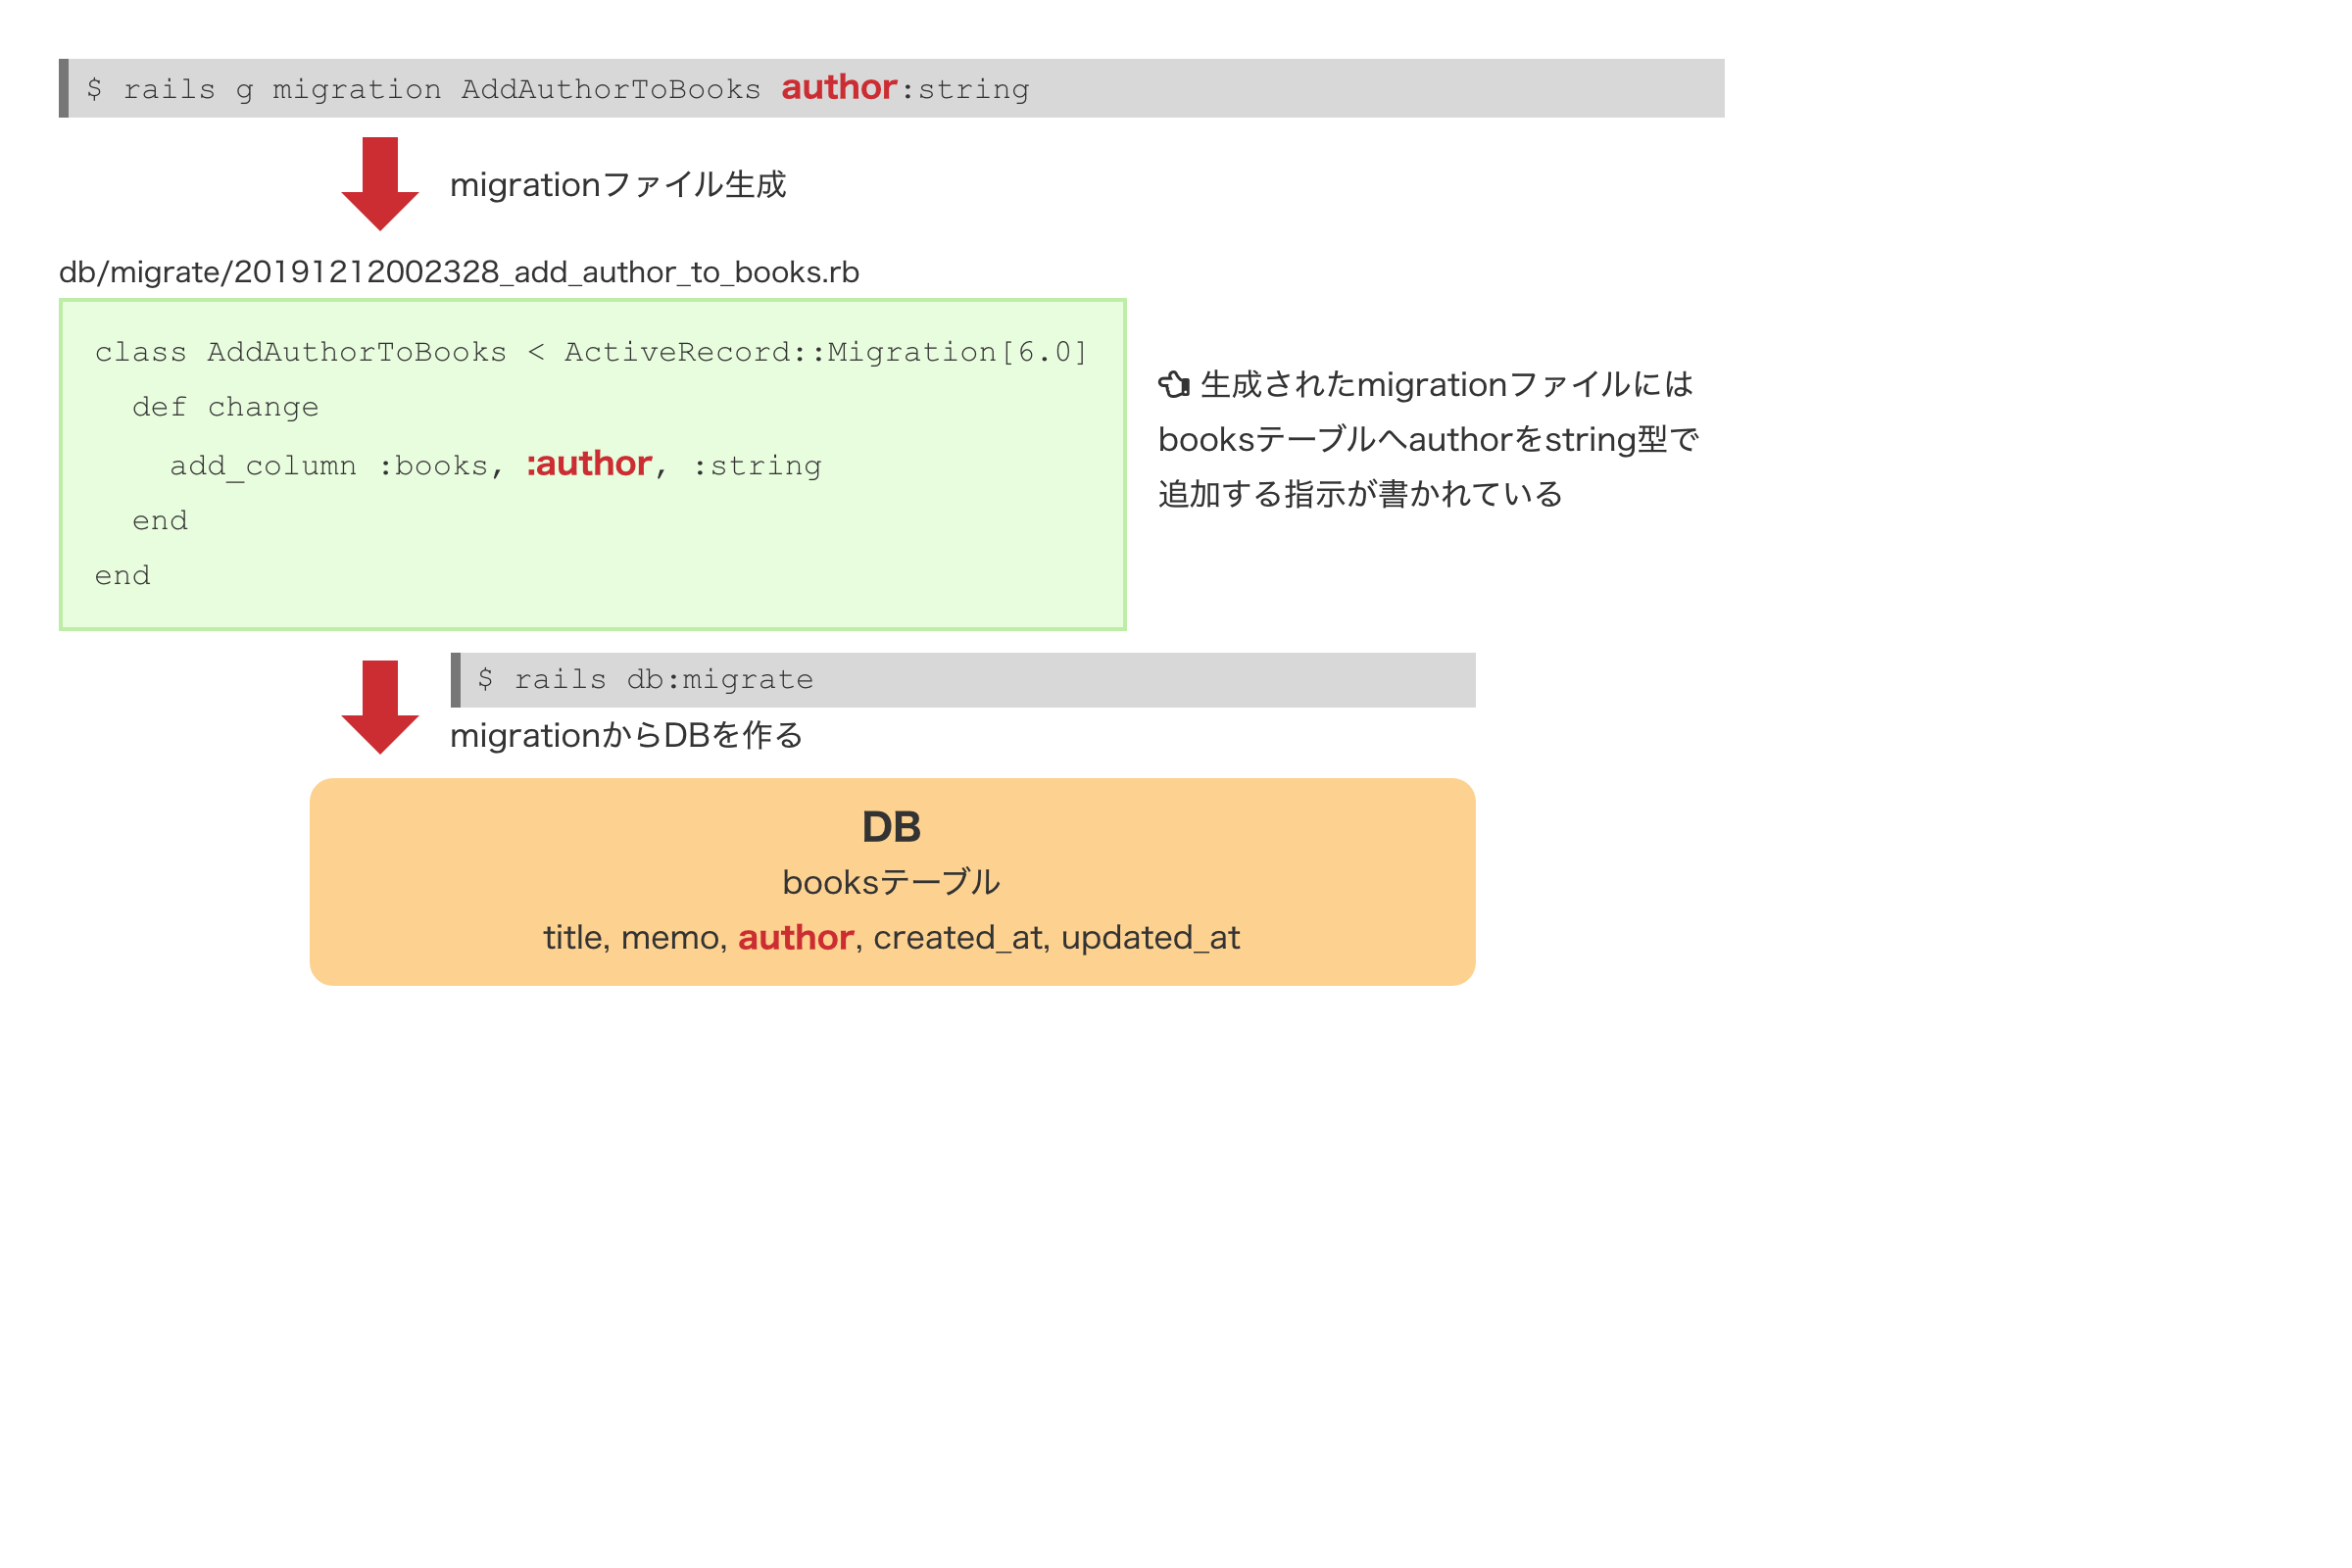 $ rails g migration AddAuthorToBooks author:string
migrationファイル生成
db/migrate/20191212002328_add_author_to_books.rb
class AddAuthorToBooks < ActiveRecord::Migration[6.0]
  def change
    add_column :books, :author, :string
  end
end
生成されたmigrationファイルには
booksテーブルへauthorをstring型で
追加する指示が書かれている
$ rails db:migrate
migrationからDBを作る
DB
booksテーブル
title, memo, author, created_at, updated_at